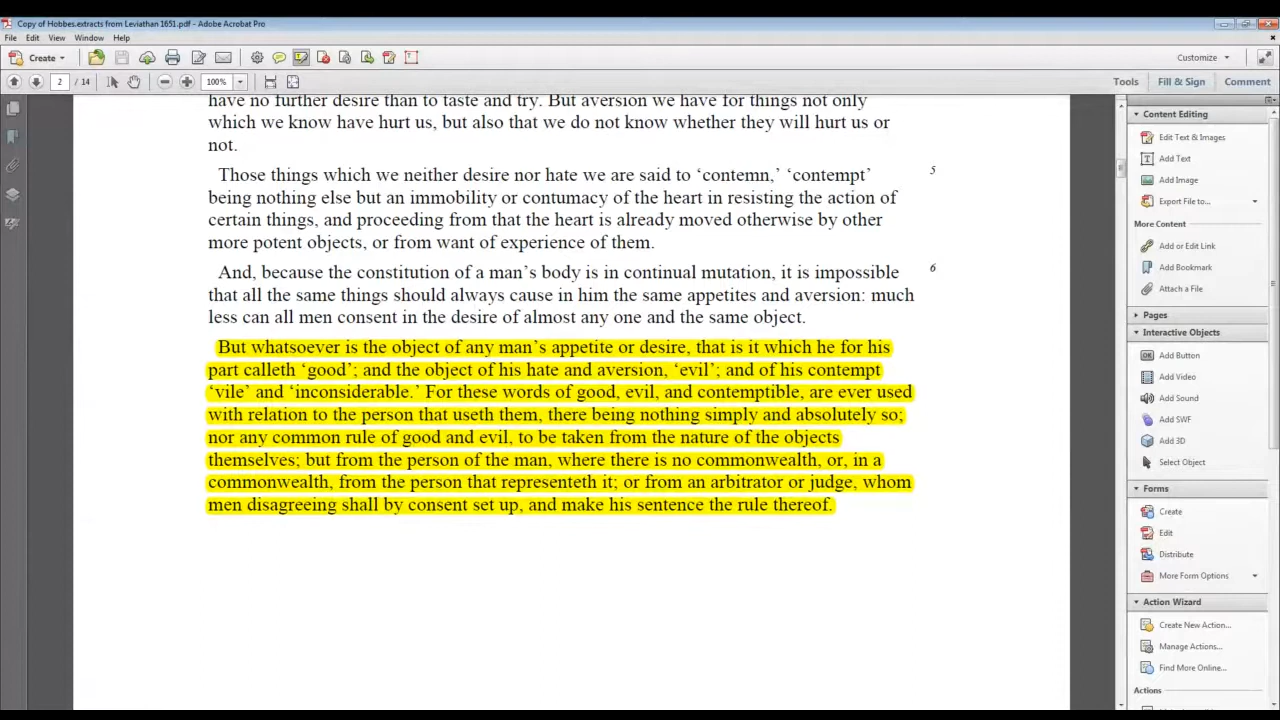 Copy of Hobbes.extracts from Leviathan 1651.pdf - Adobe Acrobat Pro
File Edit View Window Help
Create
Customize
2 / 14
100%
Tools Fill & Sign Comment
have no further desire than to taste and try. But aversion we have for things not only
which we know have hurt us, but also that we do not know whether they will hurt us or
not.
Those things which we neither desire nor hate we are said to ‘contemn,’ ‘contempt’ 5
being nothing else but an immobility or contumacy of the heart in resisting the action of
certain things, and proceeding from that the heart is already moved otherwise by other
more potent objects, or from want of experience of them.
And, because the constitution of a man’s body is in continual mutation, it is impossible 6
that all the same things should always cause in him the same appetites and aversion: much
less can all men consent in the desire of almost any one and the same object.
But whatsoever is the object of any man’s appetite or desire, that is it which he for his
part calleth ‘good’; and the object of his hate and aversion, ‘evil’; and of his contempt
‘vile’ and ‘inconsiderable.’ For these words of good, evil, and contemptible, are ever used
with relation to the person that useth them, there being nothing simply and absolutely so;
nor any common rule of good and evil, to be taken from the nature of the objects
themselves; but from the person of the man, where there is no commonwealth, or, in a
commonwealth, from the person that representeth it; or from an arbitrator or judge, whom
men disagreeing shall by consent set up, and make his sentence the rule thereof.
Content Editing
Edit Text & Images
Add Text
Add Image
Export File to...
More Content
Add or Edit Link
Add Bookmark
Attach a File
Pages
Interactive Objects
Add Button
Add Video
Add Sound
Add SWF
Add 3D
Select Object
Forms
Create
Edit
Distribute
More Form Options
Action Wizard
Create New Action...
Manage Actions...
Find More Online...
Actions